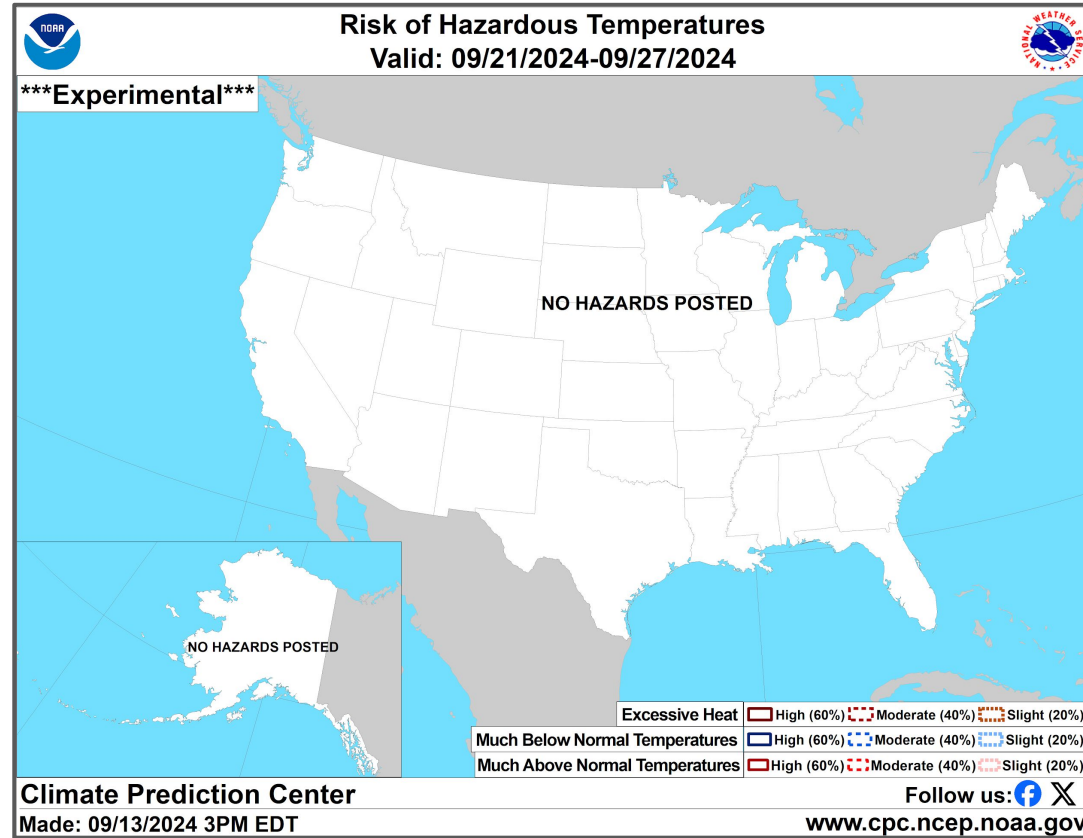 NOAA
Risk of Hazardous Temperatures
Valid: 09/21/2024-09/27/2024
NATIONAL WEATHER SERVICE
***Experimental***
NO HAZARDS POSTED
NO HAZARDS POSTED
Excessive Heat High (60%) Moderate (40%) Slight (20%)
Much Below Normal Temperatures High (60%) Moderate (40%) Slight (20%)
Much Above Normal Temperatures High (60%) Moderate (40%) Slight (20%)
Climate Prediction Center
Follow us:
Made: 09/13/2024 3PM EDT
www.cpc.ncep.noaa.gov